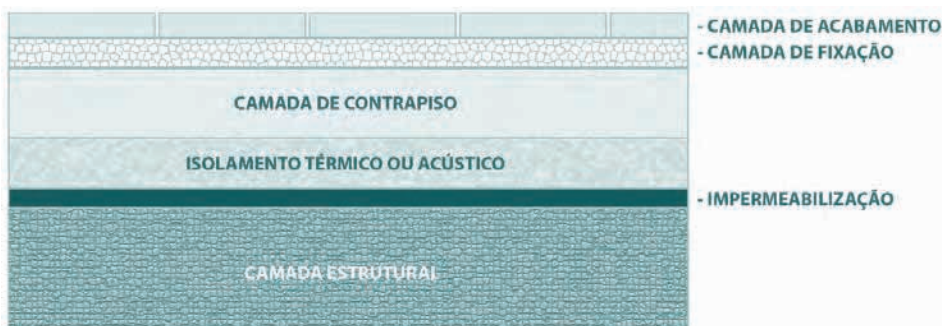 - CAMADA DE ACABAMENTO
- CAMADA DE FIXAÇÃO
CAMADA DE CONTRAPISO
ISOLAMENTO TÉRMICO OU ACÚSTICO
- IMPERMEABILIZAÇÃO
CAMADA ESTRUTURAL